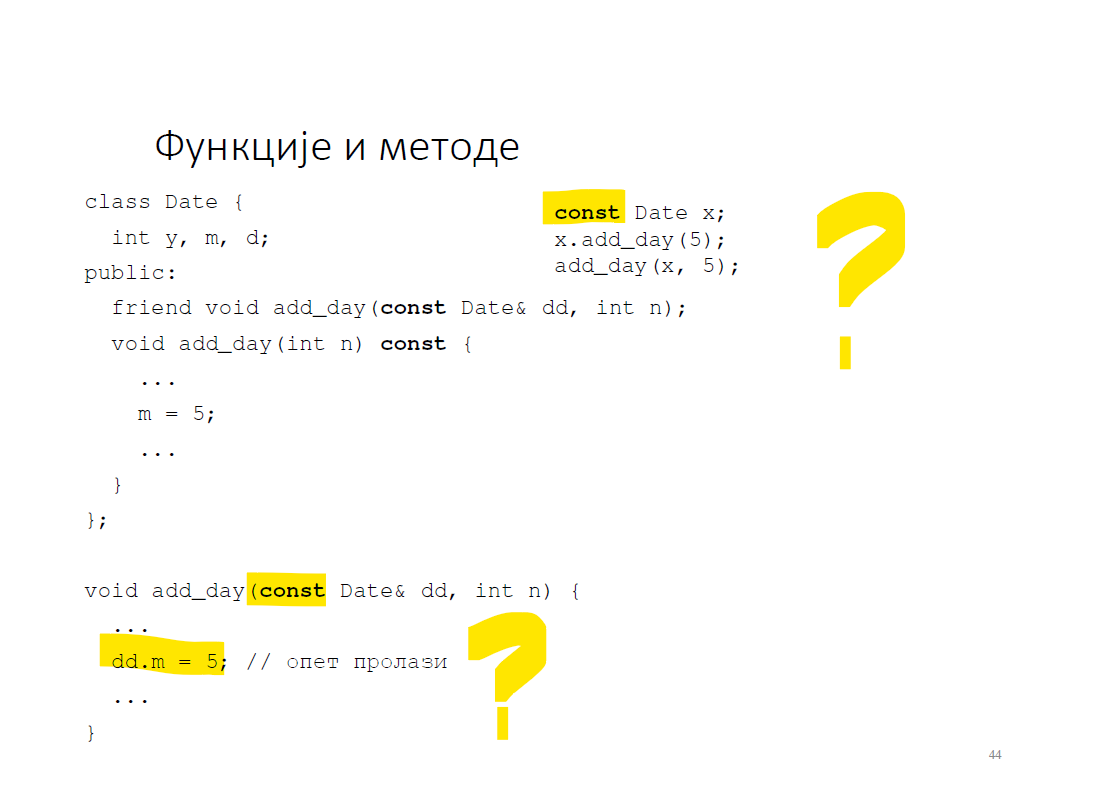 Функције и методе
class Date {
int y, m, d;
public:
friend void add_day(const Date& dd, int n);
void add_day(int n) const {
...
m = 5;
...
}
};
const Date x;
x.add_day(5);
add_day(x, 5);
?
void add_day(const Date& dd, int n) {
...
dd.m = 5; // опет пролази
...
}
?
44